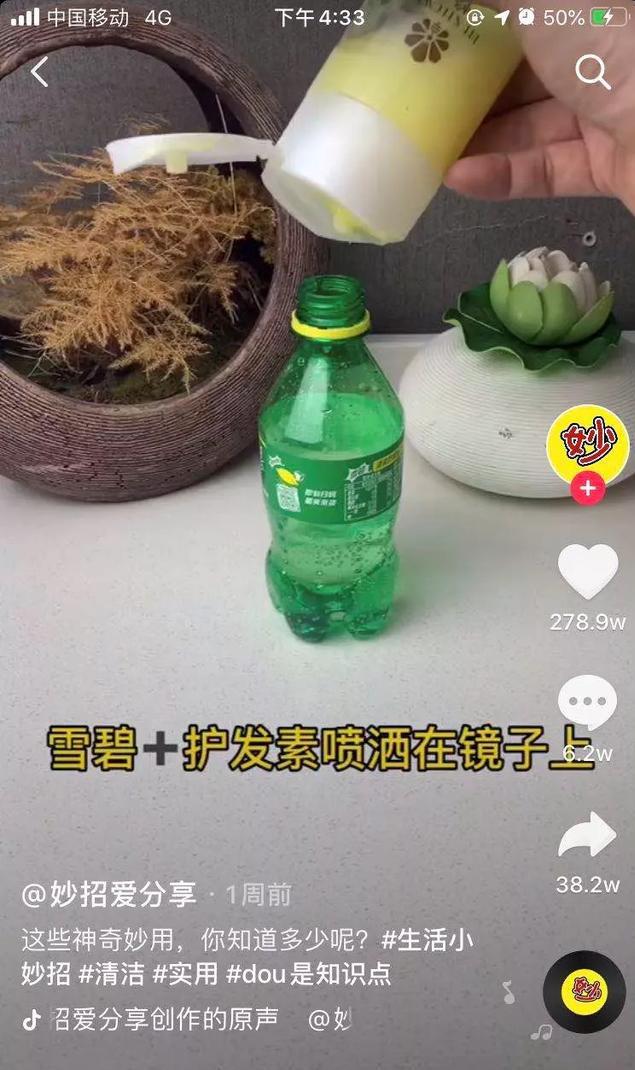 中国移动 4G 下午4:33 50%
妙
278.9w
雪碧➕护发素喷洒在镜子上
6.2w
38.2w
@妙招爱分享 · 1周前
这些神奇妙用，你知道多少呢？#生活小
妙招 #清洁 #实用 #dou是知识点
招爱分享创作的原声 @妙